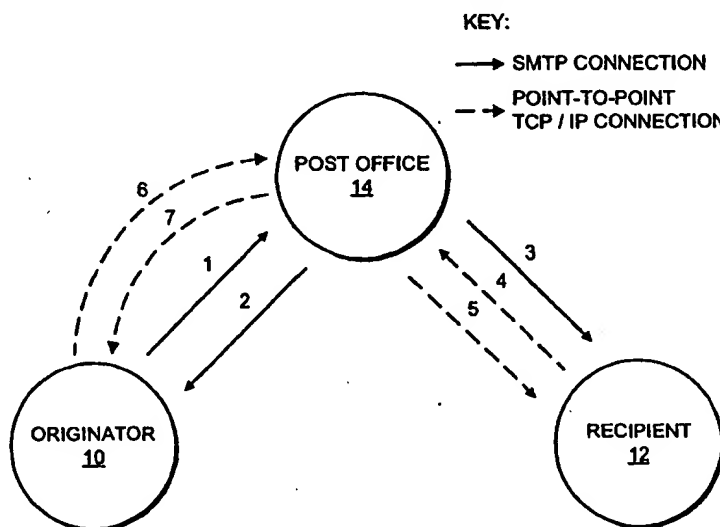 KEY:
SMTP CONNECTION
POINT-TO-POINT
TCP / IP CONNECTION
POST OFFICE
14
6
7
1
2
3
4
5
ORIGINATOR
10
RECIPIENT
12